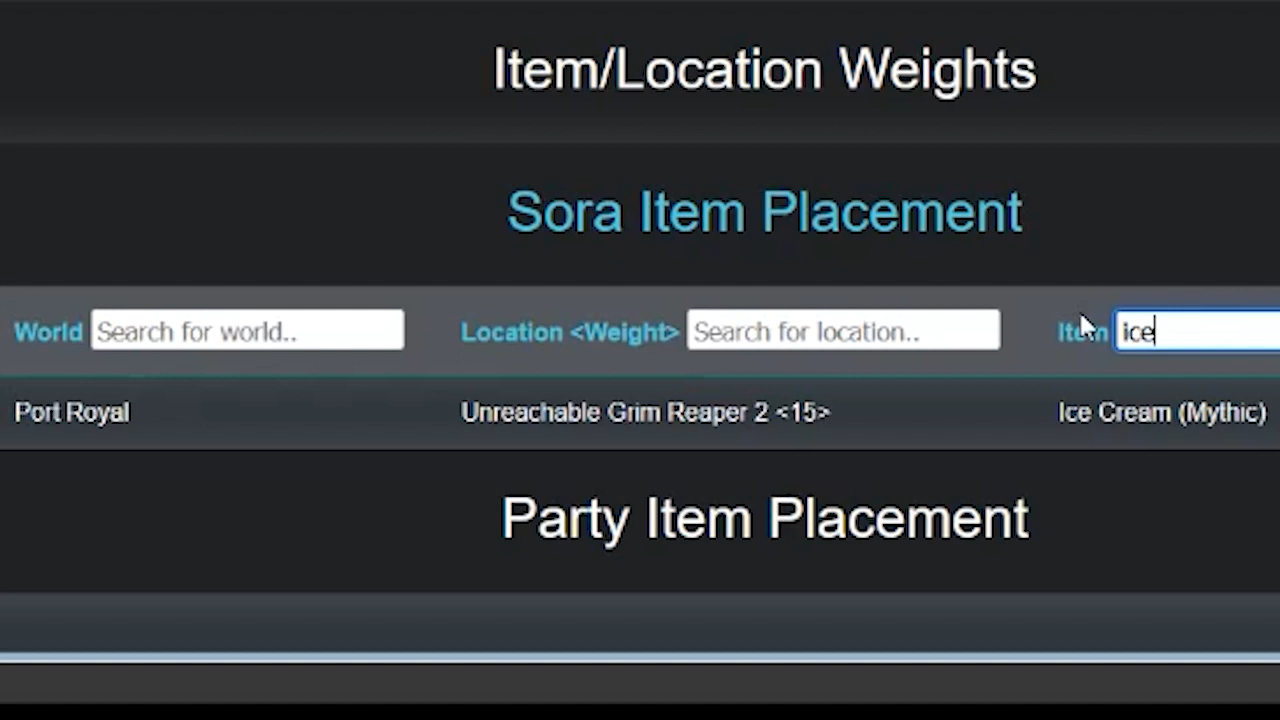 Item/Location Weights
Sora Item Placement
World Search for world.. Location <Weight> Search for location.. Item ice
Port Royal Unreachable Grim Reaper 2 <15> Ice Cream (Mythic)
Party Item Placement